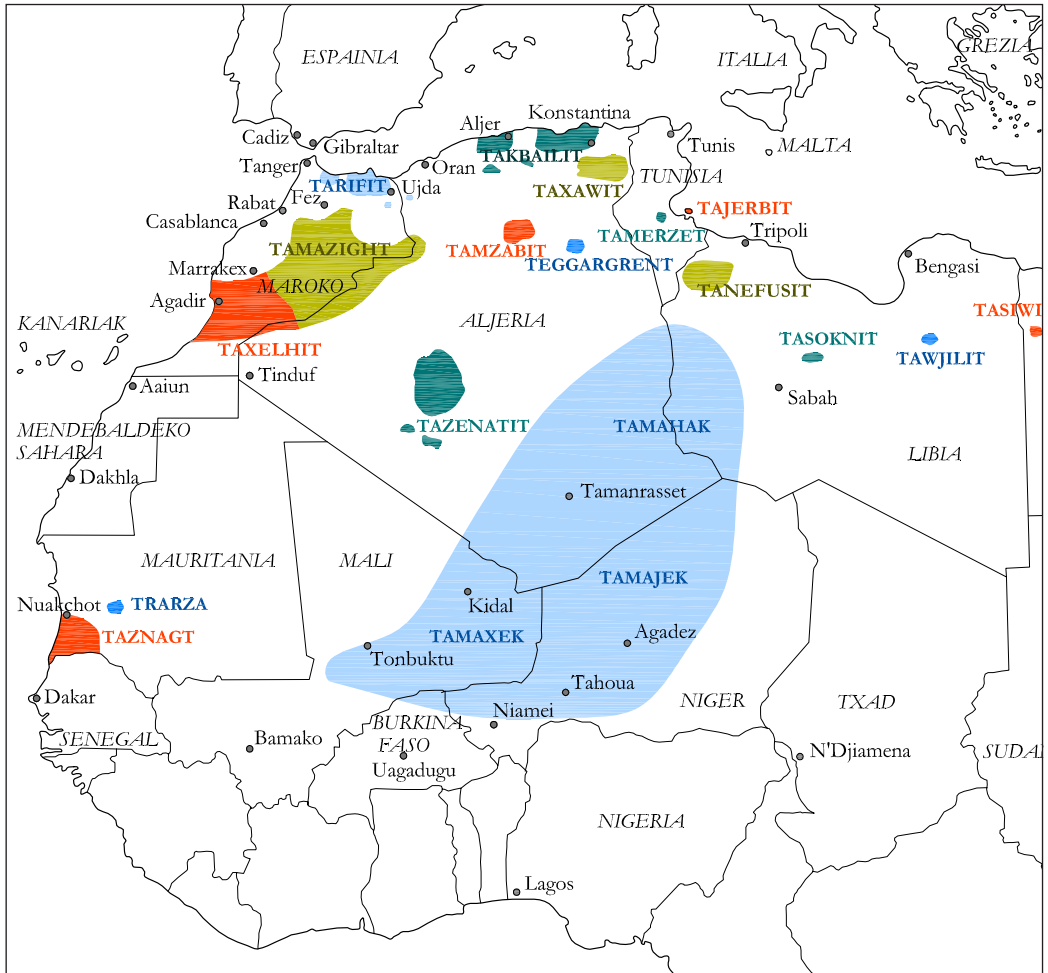 ESPAINIA
ITALIA
GREZIA
Konstantina
Aljer
Cadiz
Gibraltar
Tunis
MALTA
Tanger
Oran
TAKBAILIT
TUNISIA
TARIFIT
Ujda
TAXAWIT
Rabat
Fez
TAJERBIT
Casablanca
TAMAZIGHT
TAMZABIT
TAMERZET
Tripoli
TEGGARGRENT
Marrakex
Bengasi
MAROKO
TANEFUSIT
Agadir
KANARIAK
ALJERIA
TASIWI
TAXELHIT
TASOKNIT
TAWJILIT
Aaiun
Tinduf
Sabah
MENDEBALDEKO
SAHARA
TAZENATIT
TAMAHAK
LIBIA
Dakhla
Tamanrasset
MAURITANIA
MALI
TAMAJEK
Nuakchot
TRARZA
Kidal
TAZNAGT
TAMAXEK
Agadez
Tonbuktu
Tahoua
Dakar
NIGER
TXAD
Niamei
BURKINA
FASO
SENEGAL
Bamako
N'Djiamena
SUDA
Uagadugu
NIGERIA
Lagos